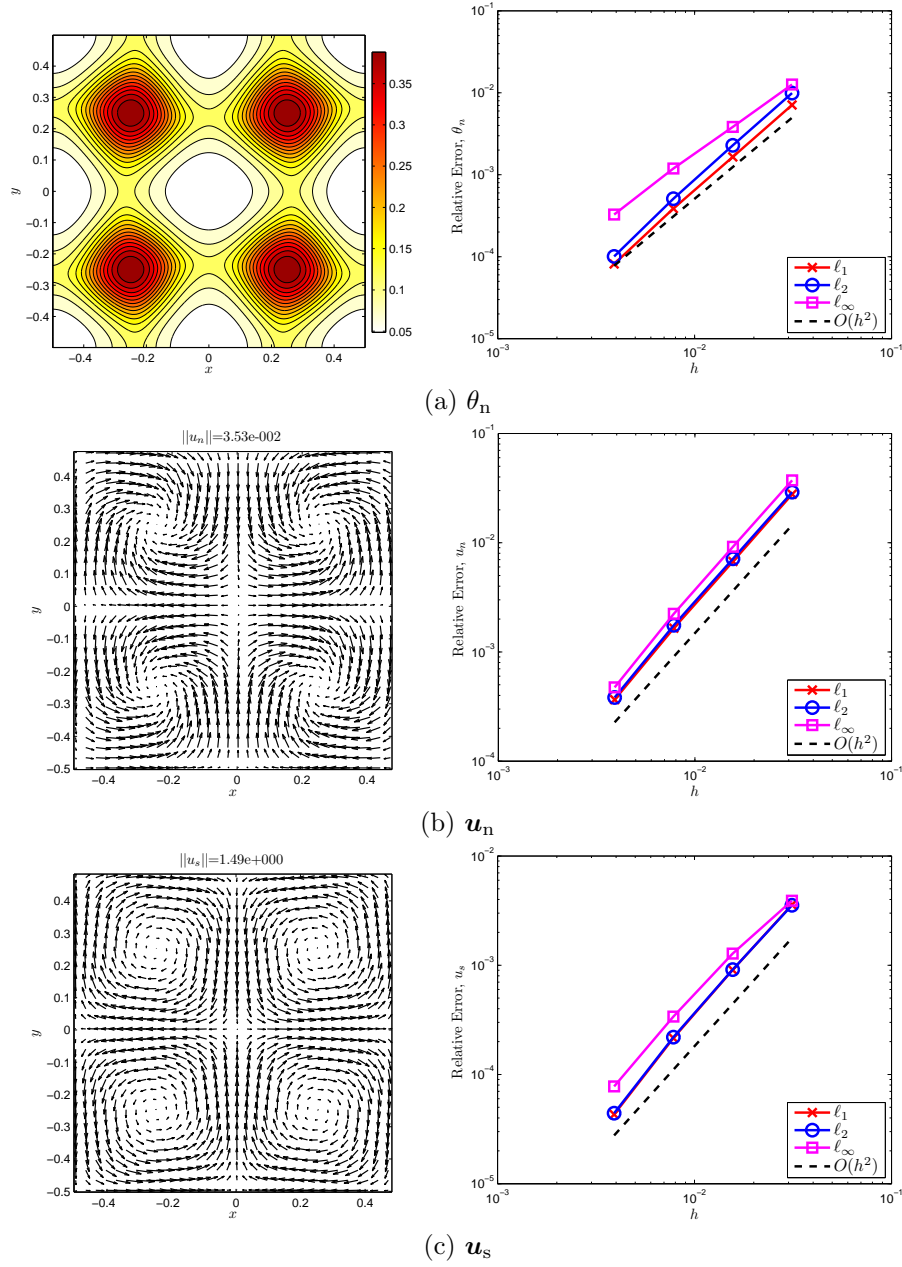 0.4
0.3
0.2
0.1
0
−0.1
−0.2
−0.3
−0.4
y
−0.4 −0.2 0 0.2 0.4
x
0.35
0.3
0.25
0.2
0.15
0.1
0.05
Relative Error, θₙ
10⁻¹
10⁻²
10⁻³
10⁻⁴
10⁻⁵
10⁻³ 10⁻² 10⁻¹
h
ℓ₁
ℓ₂
ℓ∞
O(h²)
(a) θₙ
||uₙ||=3.53e-002
0.4
0.3
0.2
0.1
0
−0.1
−0.2
−0.3
−0.4
−0.5
y
−0.4 −0.2 0 0.2 0.4
x
Relative Error, uₙ
10⁻¹
10⁻²
10⁻³
10⁻⁴
10⁻³ 10⁻² 10⁻¹
h
ℓ₁
ℓ₂
ℓ∞
O(h²)
(b) uₙ
||uₛ||=1.49e+000
0.4
0.3
0.2
0.1
0
−0.1
−0.2
−0.3
−0.4
−0.5
y
−0.4 −0.2 0 0.2 0.4
x
Relative Error, uₛ
10⁻²
10⁻³
10⁻⁴
10⁻⁵
10⁻³ 10⁻² 10⁻¹
h
ℓ₁
ℓ₂
ℓ∞
O(h²)
(c) uₛ